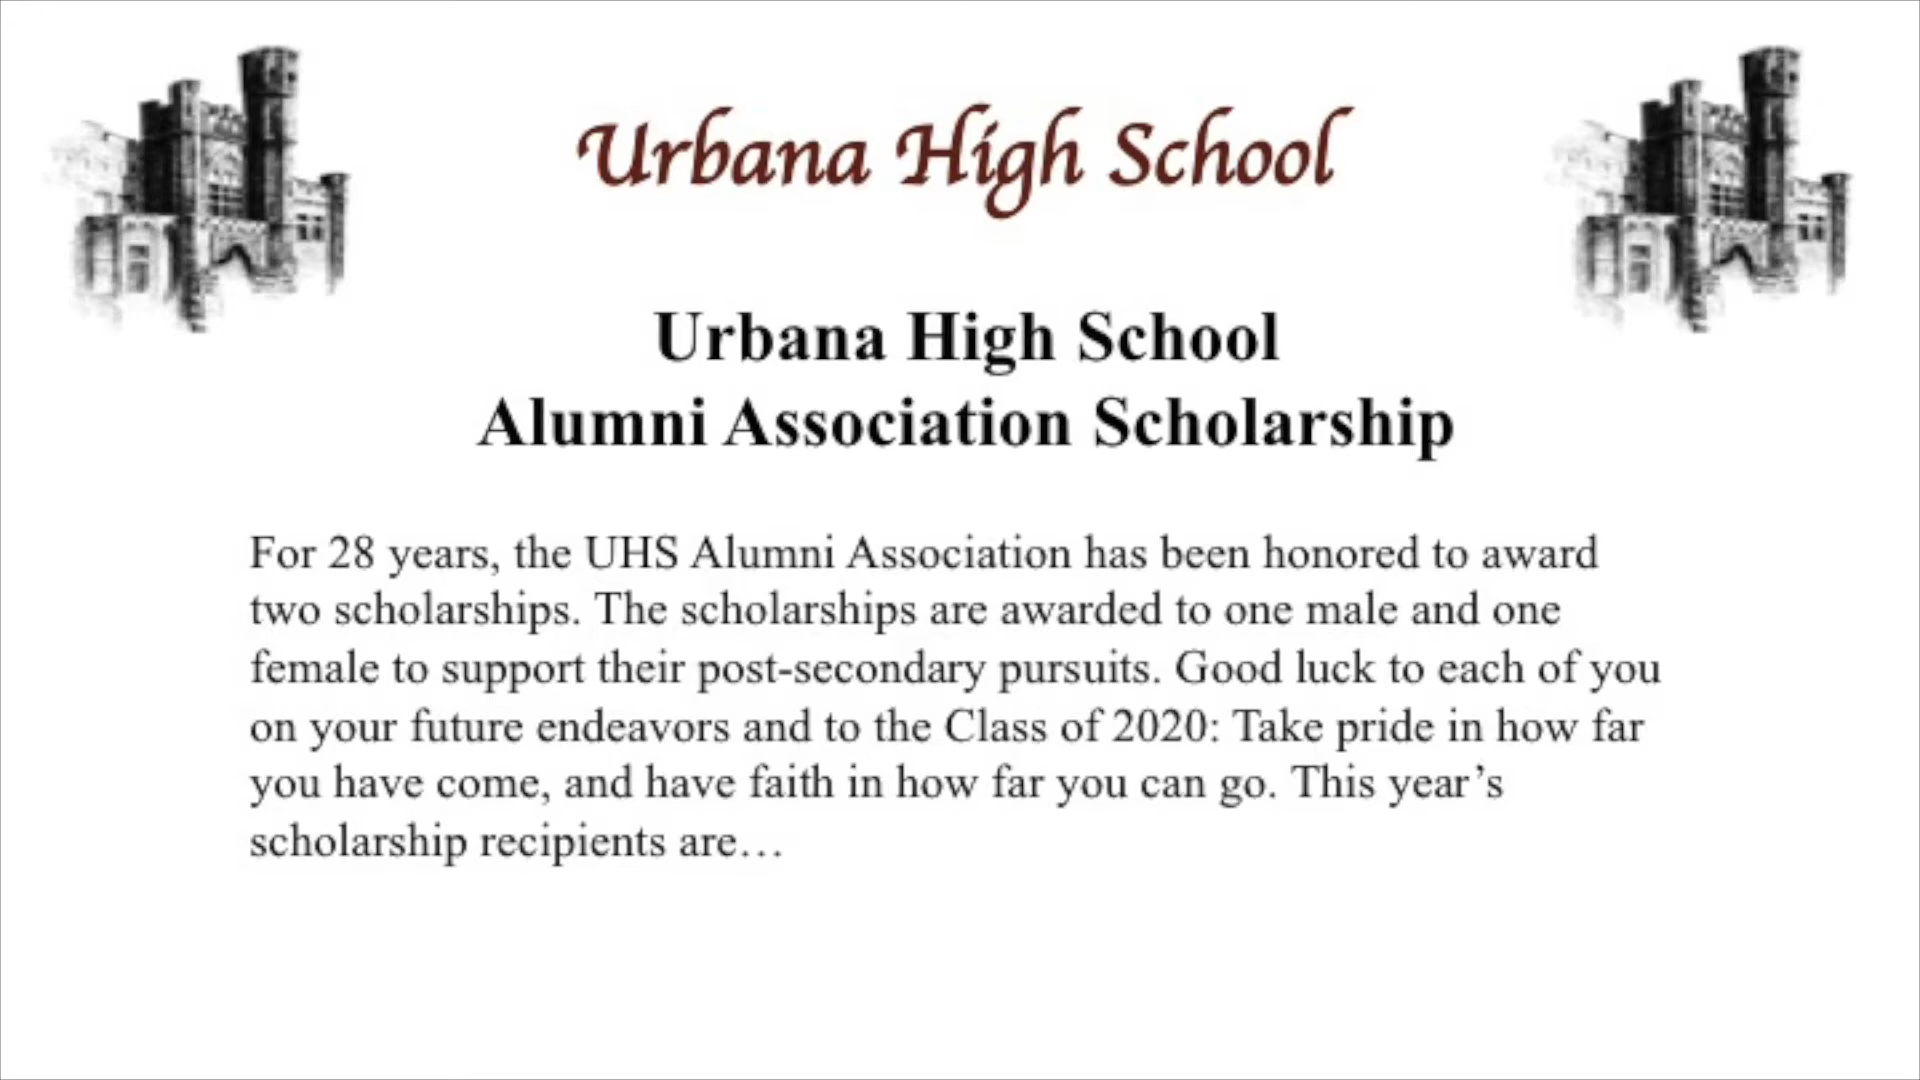 Urbana High School
Urbana High School
Alumni Association Scholarship
For 28 years, the UHS Alumni Association has been honored to award
two scholarships. The scholarships are awarded to one male and one
female to support their post-secondary pursuits. Good luck to each of you
on your future endeavors and to the Class of 2020: Take pride in how far
you have come, and have faith in how far you can go. This year’s
scholarship recipients are…